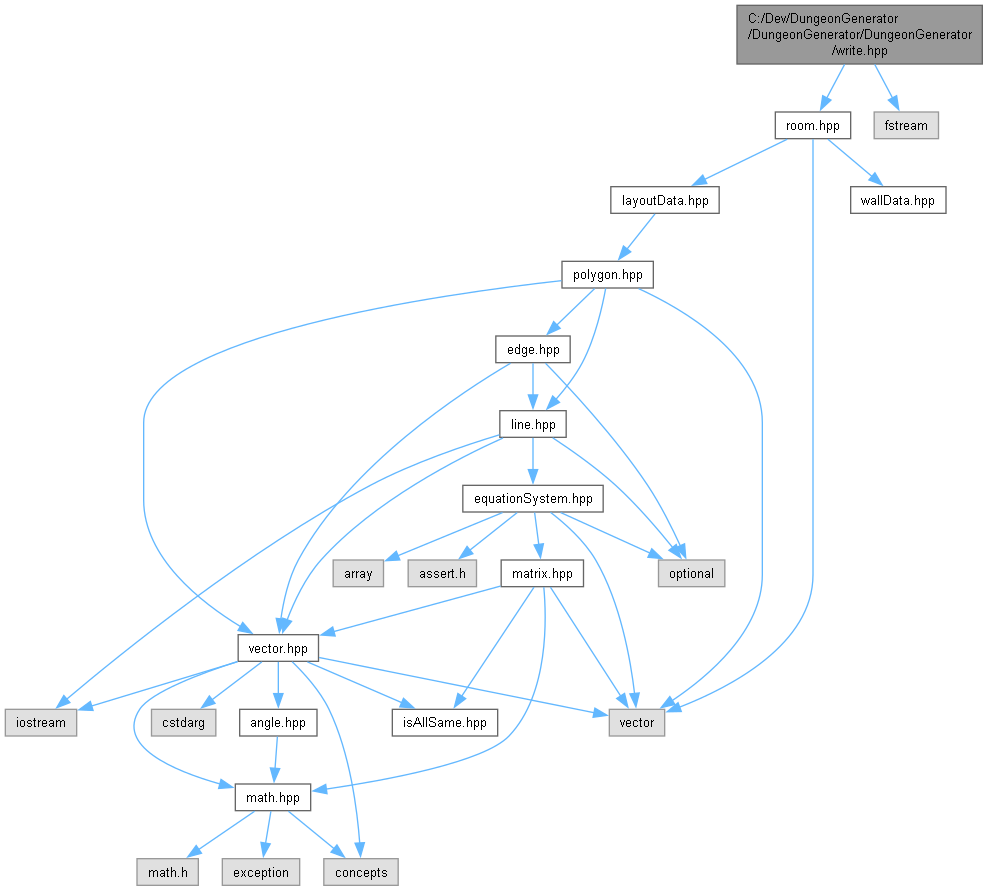 C:/Dev/DungeonGenerator
/DungeonGenerator/DungeonGenerator
/write.hpp
room.hpp
fstream
layoutData.hpp
wallData.hpp
polygon.hpp
edge.hpp
line.hpp
equationSystem.hpp
array
assert.h
matrix.hpp
optional
vector.hpp
iostream
cstdarg
angle.hpp
isAllSame.hpp
vector
math.hpp
math.h
exception
concepts